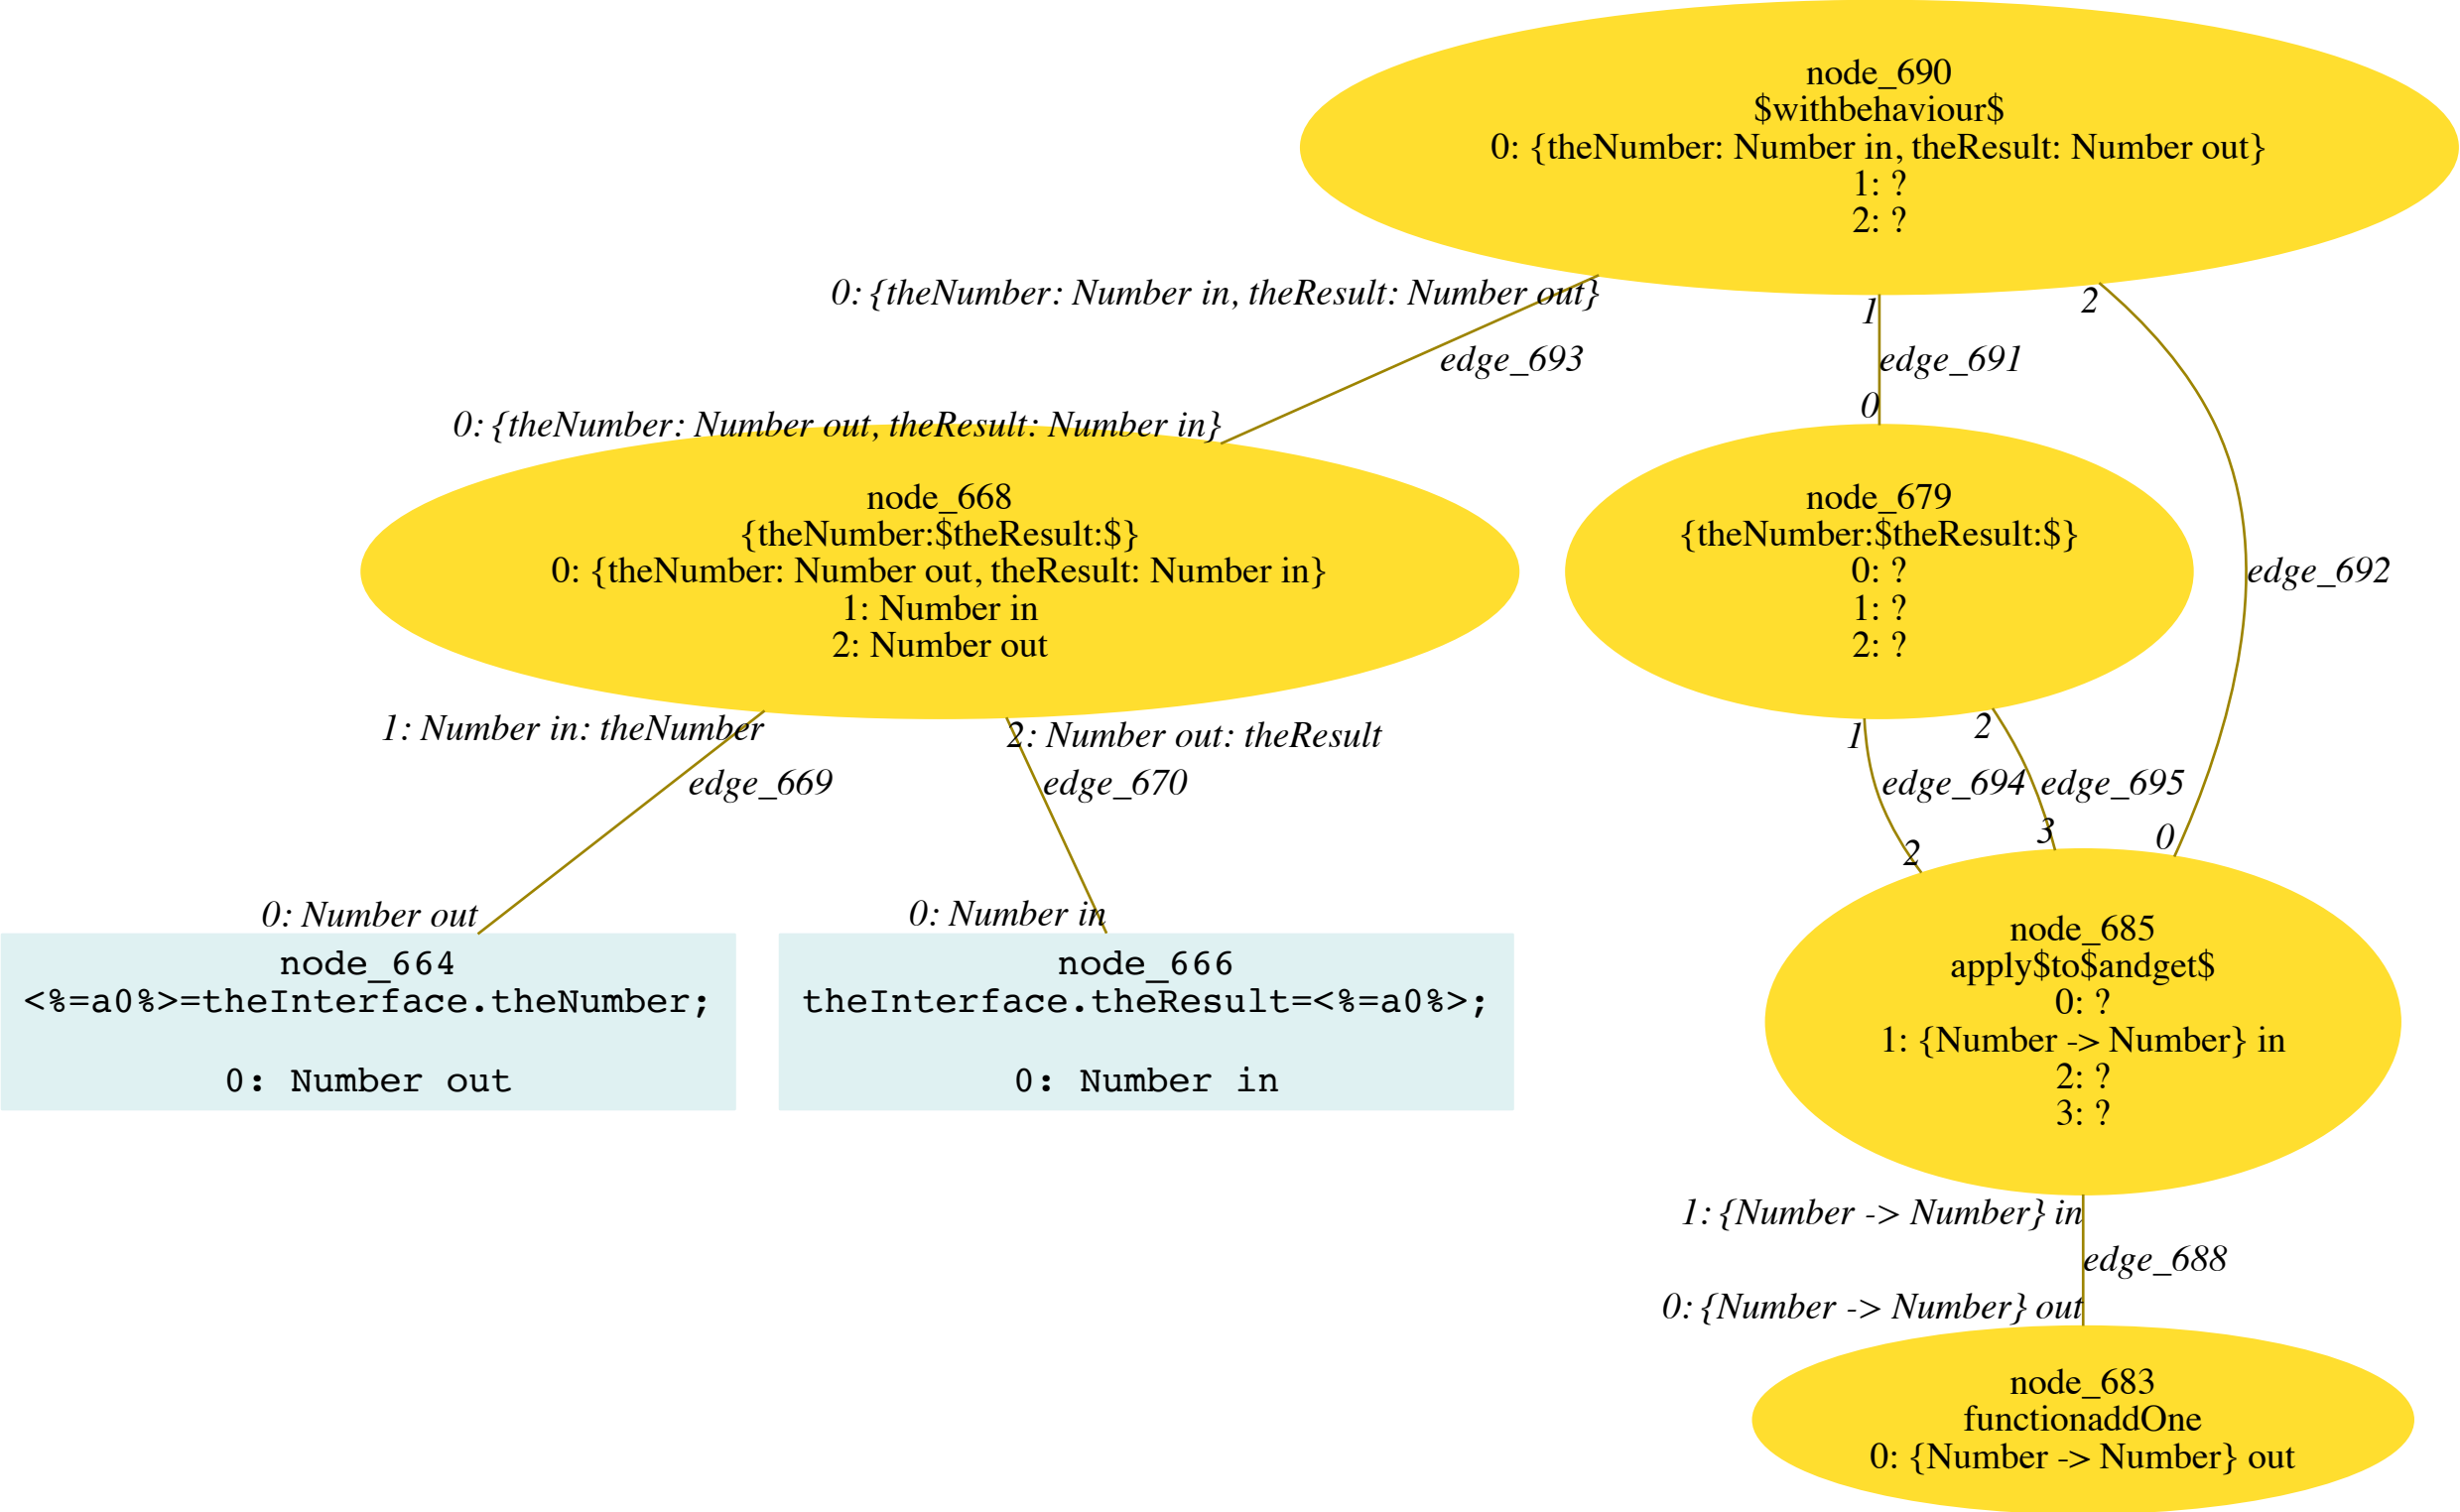 node_690
$withbehaviour$
0: {theNumber: Number in, theResult: Number out}
1: ?
2: ?
0: {theNumber: Number in, theResult: Number out}
1
2
edge_693
edge_691
0
0: {theNumber: Number out, theResult: Number in}
node_668
{theNumber:$theResult:$}
0: {theNumber: Number out, theResult: Number in}
1: Number in
2: Number out
node_679
{theNumber:$theResult:$}
0: ?
1: ?
2: ?
edge_692
1: Number in: theNumber
2: Number out: theResult
1
2
edge_669
edge_670
edge_694
edge_695
0: Number out
0: Number in
2
3
0
node_664
<%=a0%>=theInterface.theNumber;
0: Number out
node_666
theInterface.theResult=<%=a0%>;
0: Number in
node_685
apply$to$andget$
0: ?
1: {Number -> Number} in
2: ?
3: ?
1: {Number -> Number} in
edge_688
0: {Number -> Number} out
node_683
functionaddOne
0: {Number -> Number} out